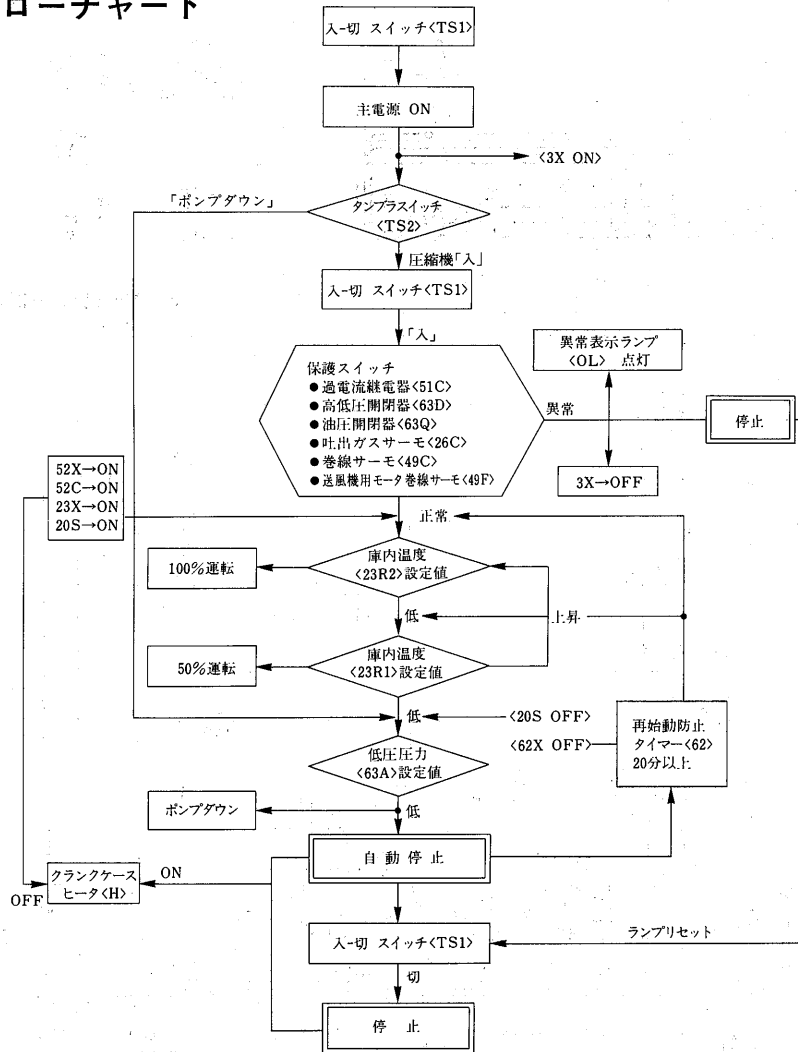 ローチャート
入-切 スイッチ<TS1>
主電源 ON
<3X ON>
「ポンプダウン」
タンブラスイッチ
<TS2>
圧縮機「入」
入-切 スイッチ<TS1>
「入」
保護スイッチ
●過電流継電器<51C>
●高低圧開閉器<63D>
●油圧開閉器<63Q>
●吐出ガスサーモ<26C>
●巻線サーモ<49C>
●送風機用モータ巻線サーモ<49F>
異常表示ランプ
<OL> 点灯
異常
停止
3X→OFF
52X→ON
52C→ON
23X→ON
20S→ON
正常
100%運転
庫内温度
<23R2>設定値
低
上昇
50%運転
庫内温度
<23R1>設定値
低
<20S OFF>
<62X OFF>
再始動防止
タイマー<62>
20分以上
低圧圧力
<63A>設定値
ポンプダウン
低
自動停止
クランクケース
ヒータ<H>
ON
OFF
入-切 スイッチ<TS1>
ランプリセット
切
停 止